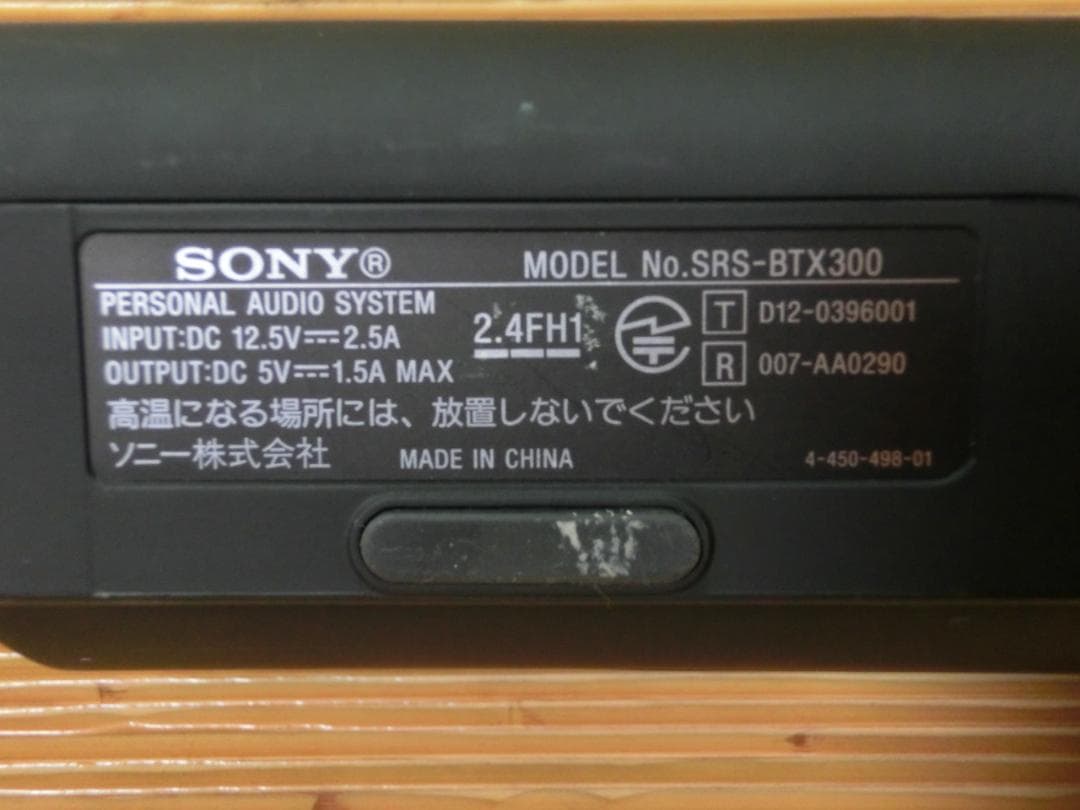 SONY® MODEL No.SRS-BTX300
PERSONAL AUDIO SYSTEM
INPUT:DC 12.5V⎓2.5A
OUTPUT:DC 5V⎓1.5A MAX
2.4FH1
T D12-0396001
R 007-AA0290
高温になる場所には、放置しないでください
ソニー株式会社 MADE IN CHINA 4-450-498-01